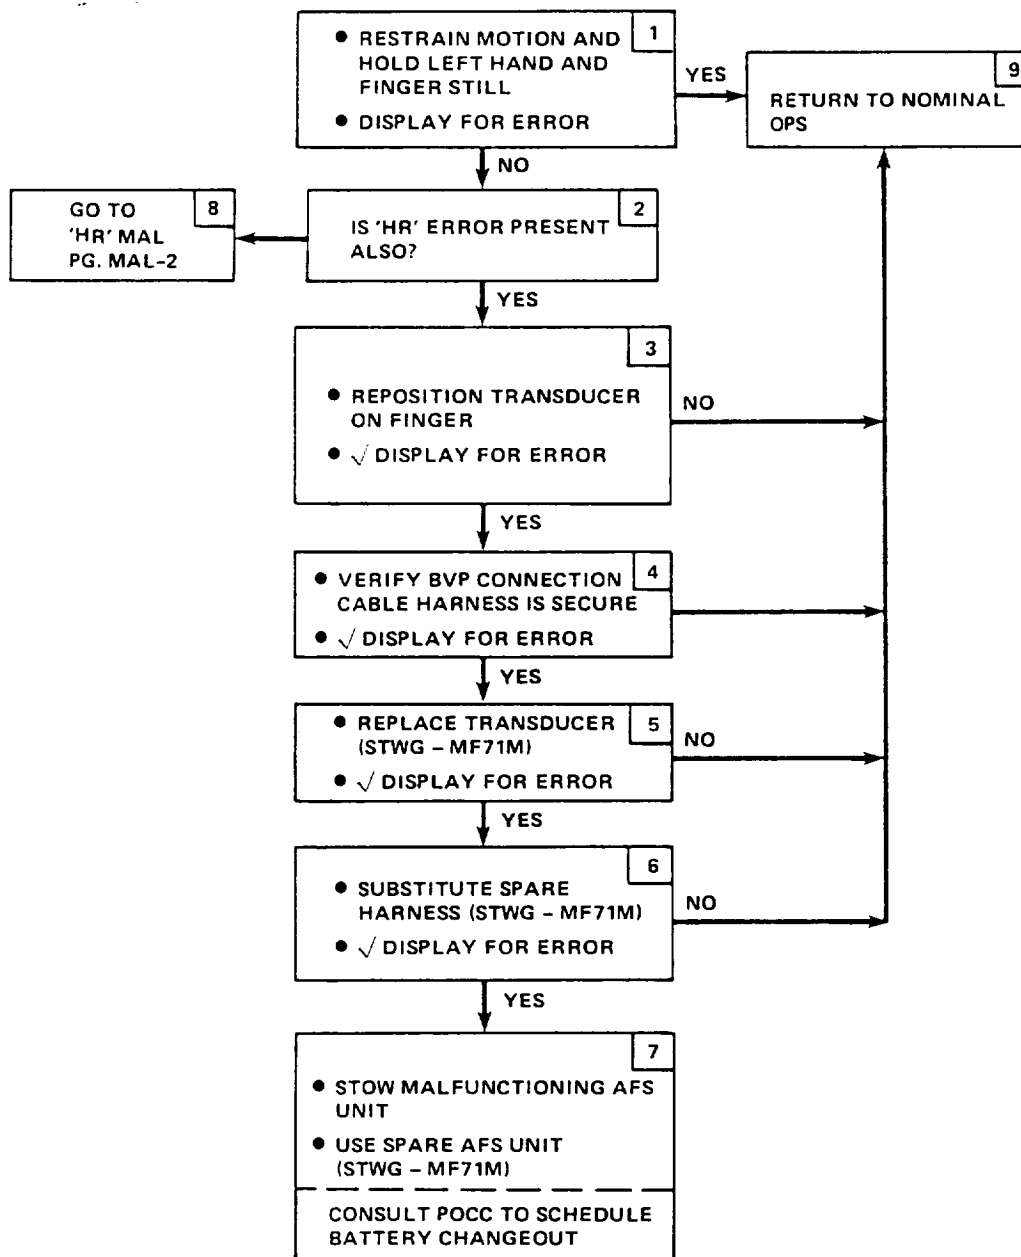 1
● RESTRAIN MOTION AND
HOLD LEFT HAND AND
FINGER STILL
● DISPLAY FOR ERROR
YES
9
RETURN TO NOMINAL
OPS
NO
8
GO TO
'HR' MAL
PG. MAL-2
2
IS 'HR' ERROR PRESENT
ALSO?
YES
3
● REPOSITION TRANSDUCER
ON FINGER
● √ DISPLAY FOR ERROR
NO
YES
4
● VERIFY BVP CONNECTION
CABLE HARNESS IS SECURE
● √ DISPLAY FOR ERROR
YES
5
● REPLACE TRANSDUCER
(STWG – MF71M)
● √ DISPLAY FOR ERROR
NO
YES
6
● SUBSTITUTE SPARE
HARNESS (STWG – MF71M)
● √ DISPLAY FOR ERROR
NO
YES
7
● STOW MALFUNCTIONING AFS
UNIT
● USE SPARE AFS UNIT
(STWG – MF71M)
CONSULT POCC TO SCHEDULE
BATTERY CHANGEOUT